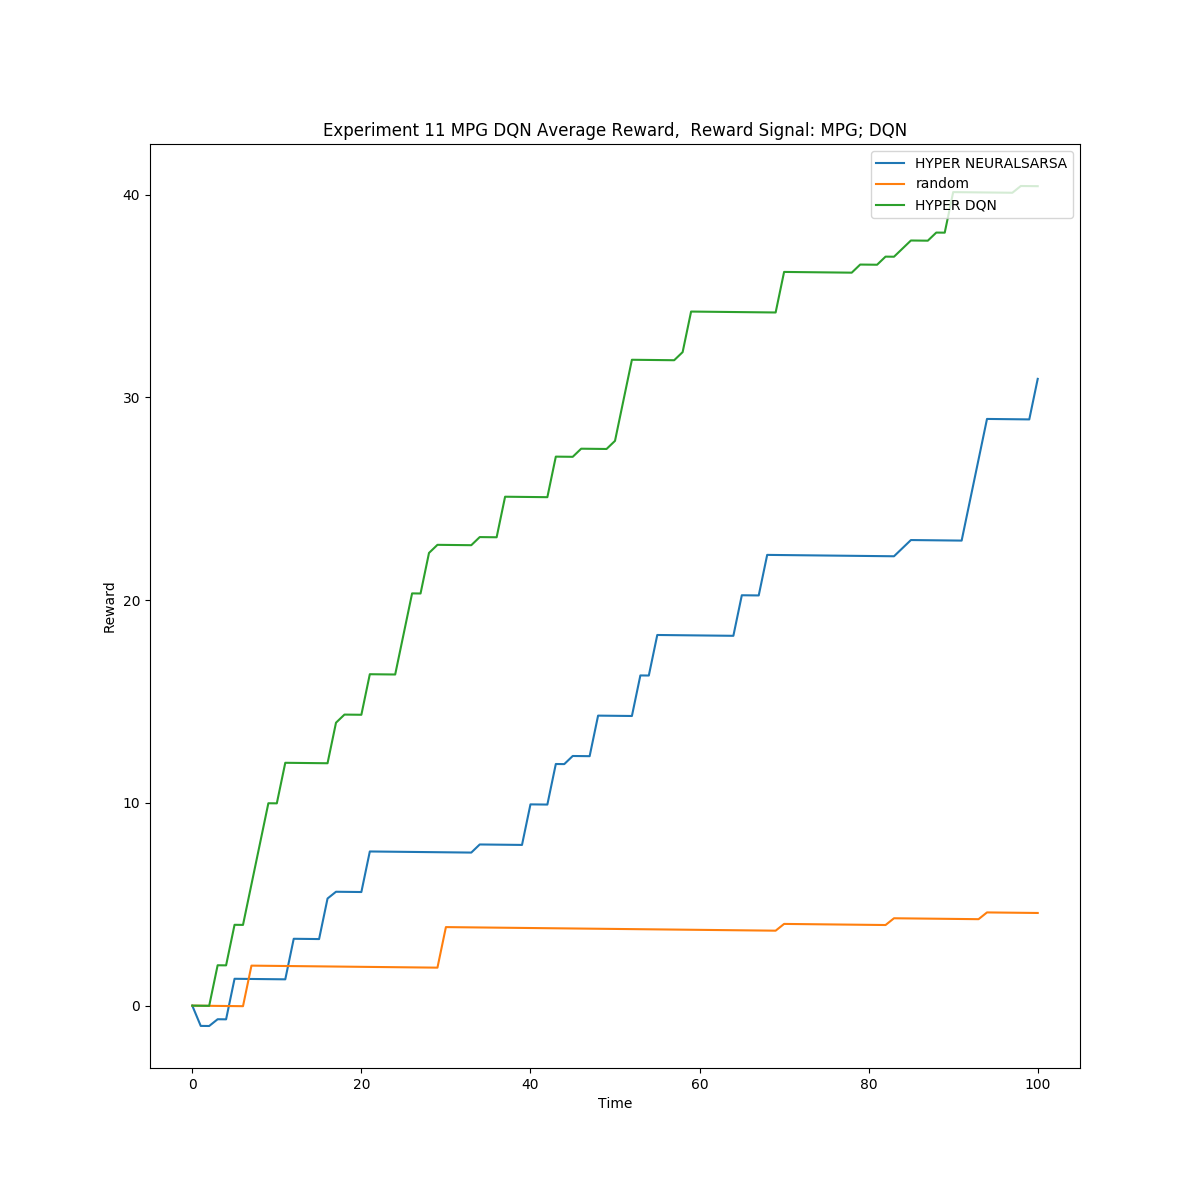 Experiment 11 MPG DQN Average Reward,  Reward Signal: MPG; DQN
HYPER NEURALSARSA
random
HYPER DQN
40
30
20
10
0
Reward
0 20 40 60 80 100
Time